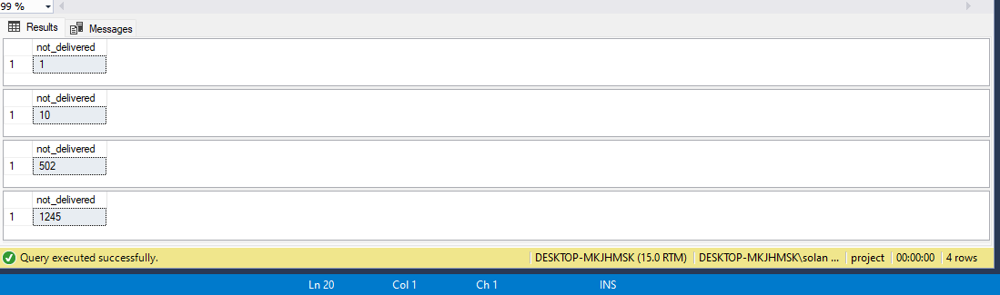 99 %
Results Messages
not_delivered
1 1
not_delivered
1 10
not_delivered
1 502
not_delivered
1 1245
Query executed successfully. DESKTOP-MKJHMSK (15.0 RTM) DESKTOP-MKJHMSK\solan ... project 00:00:00 4 rows
Ln 20 Col 1 Ch 1 INS